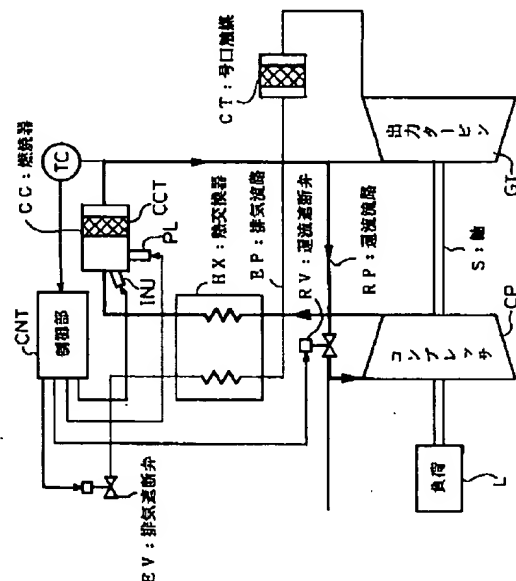 CC：燃焼器
TC
CNT
制御部
CCT
PL
INJ
HX：熱交換器
EP：排気流路
RV：還流遮断弁
RP：還流流路
EV：排気遮断弁
CT：号口触媒
出力タービン
GT
S：軸
コンプレッサ
CP
負荷
L